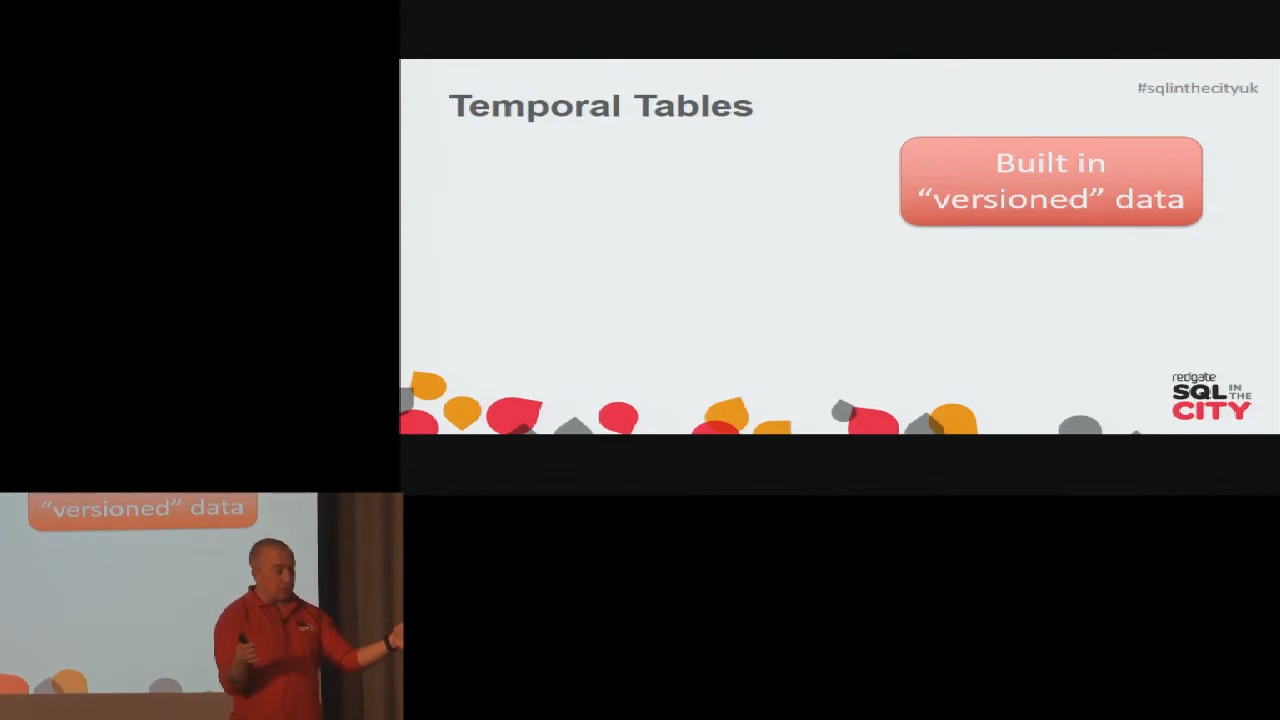 Temporal Tables
#sqlinthecityuk
Built in
“versioned” data
redgate
SQL IN
THE
CITY
“versioned” data